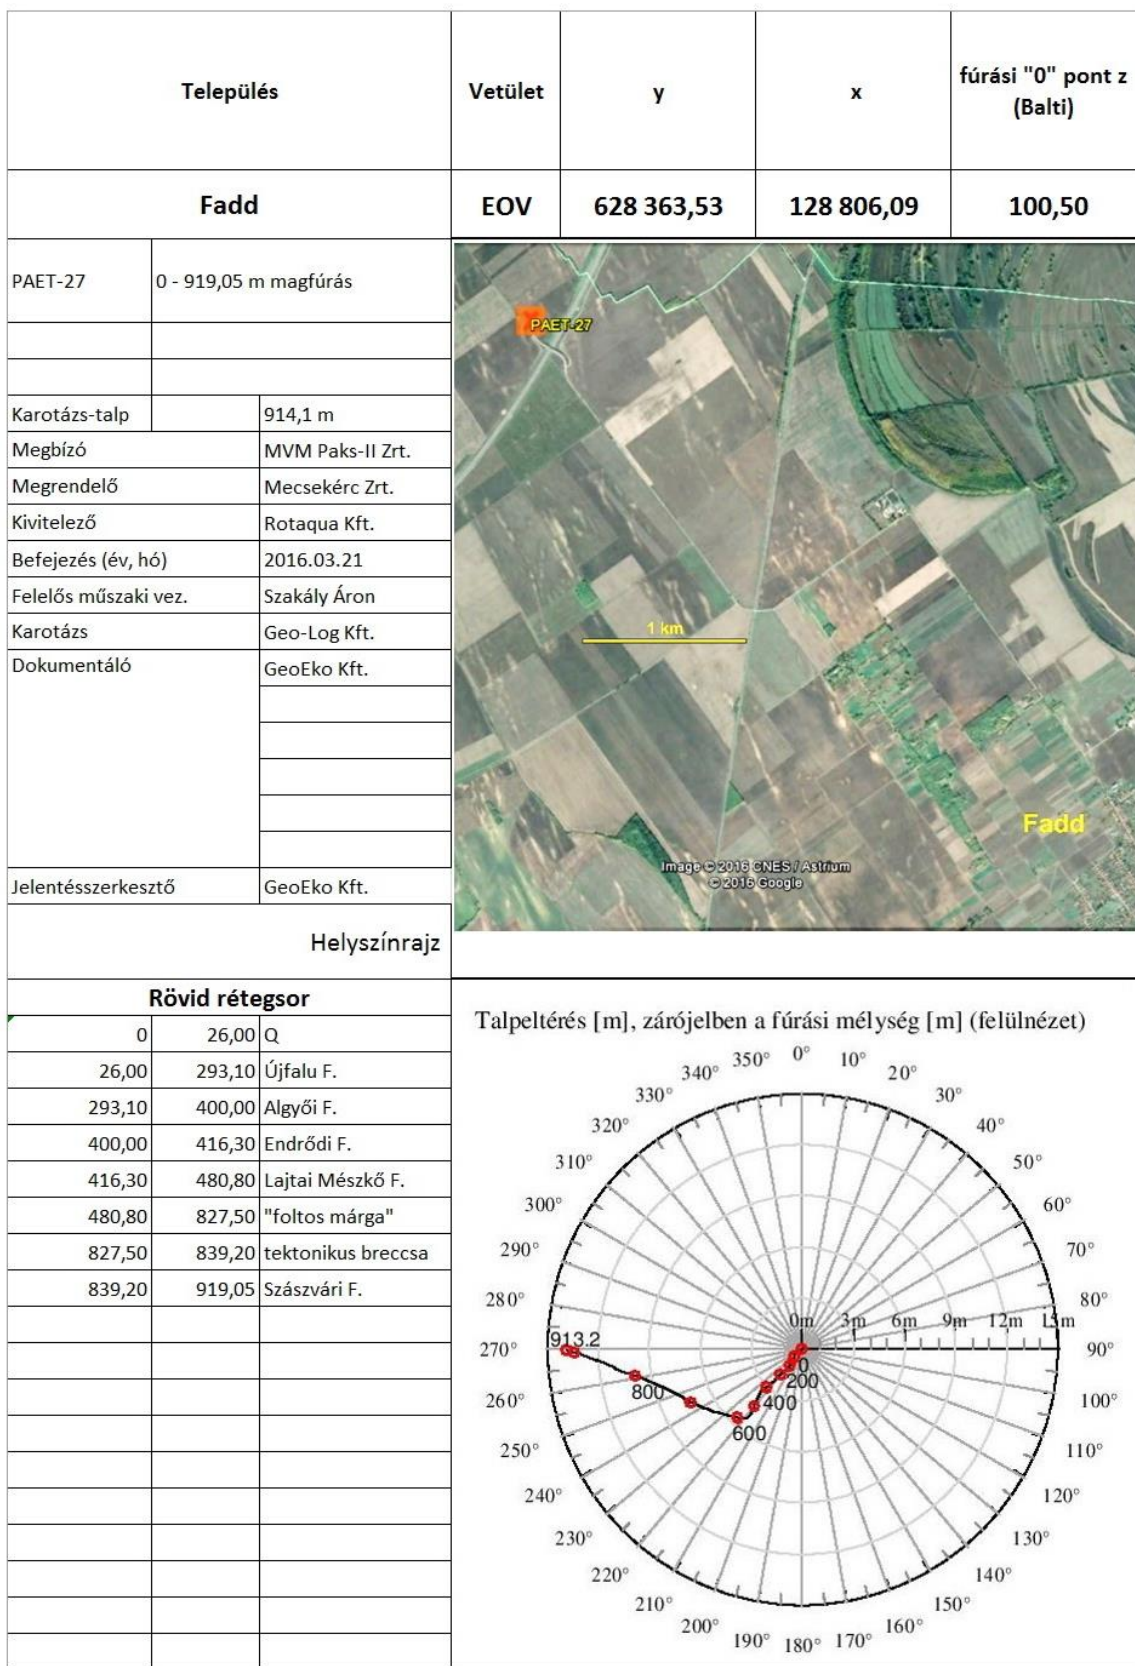 Település Vetület y x fúrási "0" pont z
(Balti)
Fadd EOV 628 363,53 128 806,09 100,50
PAET-27 0 - 919,05 m magfúrás
Karotázs-talp 914,1 m
Megbízó MVM Paks-II Zrt.
Megrendelő Mecsekérc Zrt.
Kivitelező Rotaqua Kft.
Befejezés (év, hó) 2016.03.21
Felelős műszaki vez. Szakály Áron
Karotázs Geo-Log Kft.
Dokumentáló GeoEko Kft.
Jelentésszerkesztő GeoEko Kft.
Helyszínrajz
PAET-27
1 km
Fadd
Image © 2016 CNES / Astrium
© 2016 Google
Rövid rétegsor
0 26,00 Q
26,00 293,10 Újfalu F.
293,10 400,00 Algyői F.
400,00 416,30 Endrődi F.
416,30 480,80 Lajtai Mészkő F.
480,80 827,50 "foltos márga"
827,50 839,20 tektonikus breccsa
839,20 919,05 Szászvári F.
Talpeltérés [m], zárójelben a fúrási mélység [m] (felülnézet)
0°
10°
20°
30°
40°
50°
60°
70°
80°
90°
100°
110°
120°
130°
140°
150°
160°
170°
180°
190°
200°
210°
220°
230°
240°
250°
260°
270°
280°
290°
300°
310°
320°
330°
340°
350°
0m 3m 6m 9m 12m 15m
913.2
0
200
400
600
800